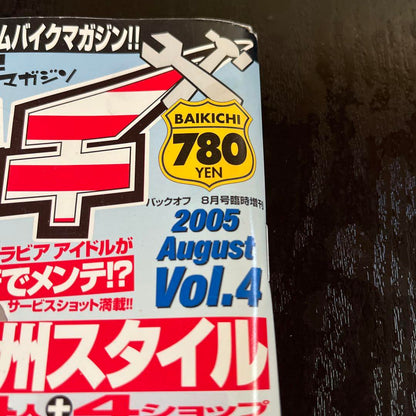 ムバイクマガジン!!
マガジン
チ
BAIKICHI
780
YEN
バックオフ 8月号臨時増刊
2005
August
Vol.4
ラビア アイドルが
でメンテ!?
サービスショット満載!!
州スタイル
+4ショップ